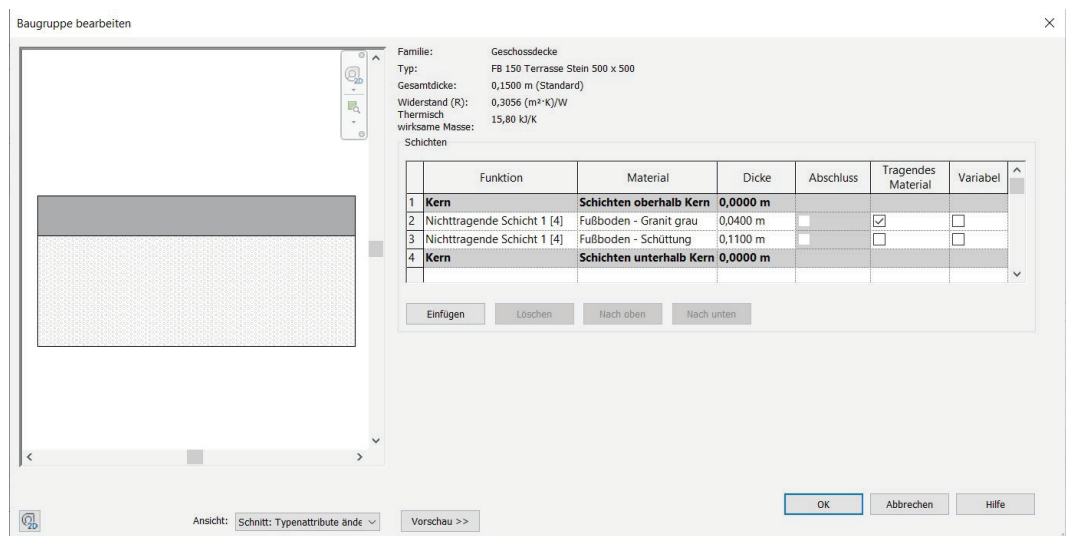 Baugruppe bearbeiten
2D
Familie: Geschossdecke
Typ: FB 150 Terrasse Stein 500 x 500
Gesamtdicke: 0,1500 m (Standard)
Widerstand (R): 0,3056 (m²·K)/W
Thermisch
wirksame Masse: 15,80 kJ/K
Schichten
Funktion Material Dicke Abschluss Tragendes Material Variabel
1 Kern Schichten oberhalb Kern 0,0000 m
2 Nichttragende Schicht 1 [4] Fußboden - Granit grau 0,0400 m
3 Nichttragende Schicht 1 [4] Fußboden - Schüttung 0,1100 m
4 Kern Schichten unterhalb Kern 0,0000 m
Einfügen Löschen Nach oben Nach unten
OK Abbrechen Hilfe
2D Ansicht: Schnitt: Typenattribute ände Vorschau >>